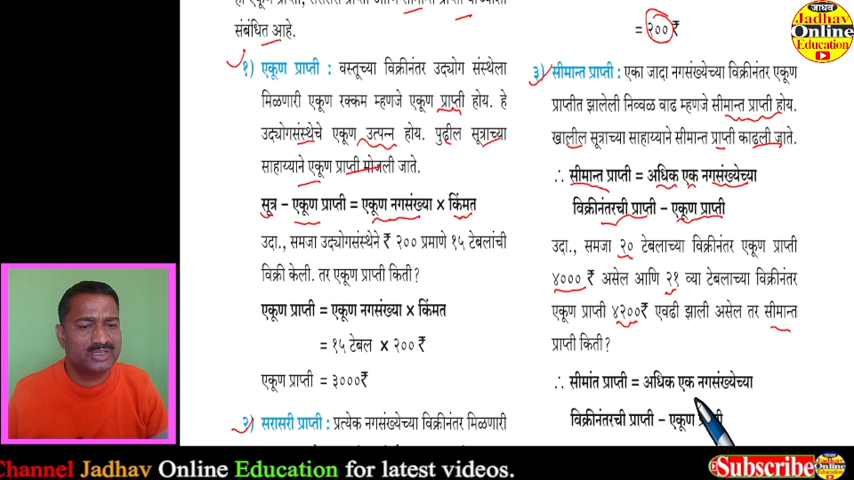 संबंधित आहे.
१) एकूण प्राप्ती : वस्तूच्या विक्रीनंतर उद्योग संस्थेला
मिळणारी एकूण रक्कम म्हणजे एकूण प्राप्ती होय. हे
उद्योगसंस्थेचे एकूण उत्पन्न होय. पुढील सूत्राच्या
साहाय्याने एकूण प्राप्ती मोजली जाते.
सूत्र – एकूण प्राप्ती = एकूण नगसंख्या × किंमत
उदा., समजा उद्योगसंस्थेने ₹ २०० प्रमाणे १५ टेबलांची
विक्री केली. तर एकूण प्राप्ती किती?
एकूण प्राप्ती = एकूण नगसंख्या × किंमत
= १५ टेबल × २०० ₹
एकूण प्राप्ती = ३०००₹
२) सरासरी प्राप्ती : प्रत्येक नगसंख्येच्या विक्रीनंतर मिळणारी
= २०० ₹
३) सीमान्त प्राप्ती : एका जादा नगसंख्येच्या विक्रीनंतर एकूण
प्राप्तीत झालेली निव्वळ वाढ म्हणजे सीमान्त प्राप्ती होय.
खालील सूत्राच्या साहाय्याने सीमान्त प्राप्ती काढली जाते.
∴ सीमान्त प्राप्ती = अधिक एक नगसंख्येच्या
विक्रीनंतरची प्राप्ती – एकूण प्राप्ती
उदा., समजा २० टेबलाच्या विक्रीनंतर एकूण प्राप्ती
४००० ₹ असेल आणि २१ व्या टेबलाच्या विक्रीनंतर
एकूण प्राप्ती ४२००₹ एवढी झाली असेल तर सीमान्त
प्राप्ती किती?
∴ सीमांत प्राप्ती = अधिक एक नगसंख्येच्या
विक्रीनंतरची प्राप्ती – एकूण
जाधव
Jadhav
Online
Education
Channel Jadhav Online Education for latest videos.
Subscribe
Jadhav
Online
Education